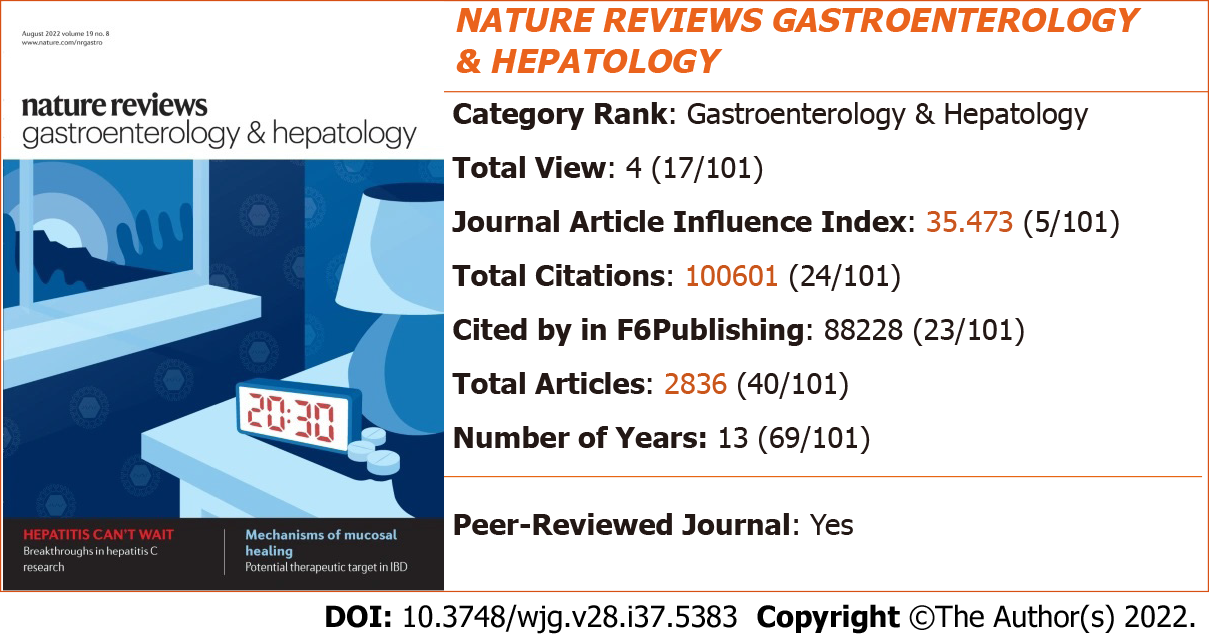 August 2022 volume 19 no. 8
www.nature.com/nrgastro
nature reviews
gastroenterology & hepatology
20:30
HEPATITIS CAN'T WAIT
Breakthroughs in hepatitis C
research
Mechanisms of mucosal
healing
Potential therapeutic target in IBD
NATURE REVIEWS GASTROENTEROLOGY
& HEPATOLOGY
Category Rank: Gastroenterology & Hepatology
Total View: 4 (17/101)
Journal Article Influence Index: 35.473 (5/101)
Total Citations: 100601 (24/101)
Cited by in F6Publishing: 88228 (23/101)
Total Articles: 2836 (40/101)
Number of Years: 13 (69/101)
Peer-Reviewed Journal: Yes
DOI: 10.3748/wjg.v28.i37.5383 Copyright ©The Author(s) 2022.